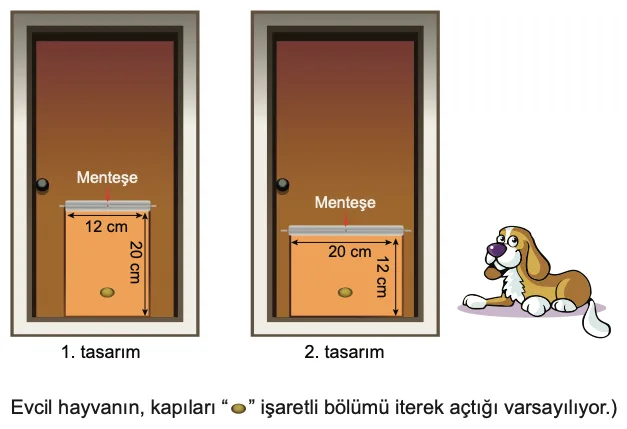 Menteşe
12 cm
20 cm
Menteşe
20 cm
12 cm
1. tasarım
2. tasarım
Evcil hayvanın, kapıları “ ” işaretli bölümü iterek açtığı varsayılıyor.)